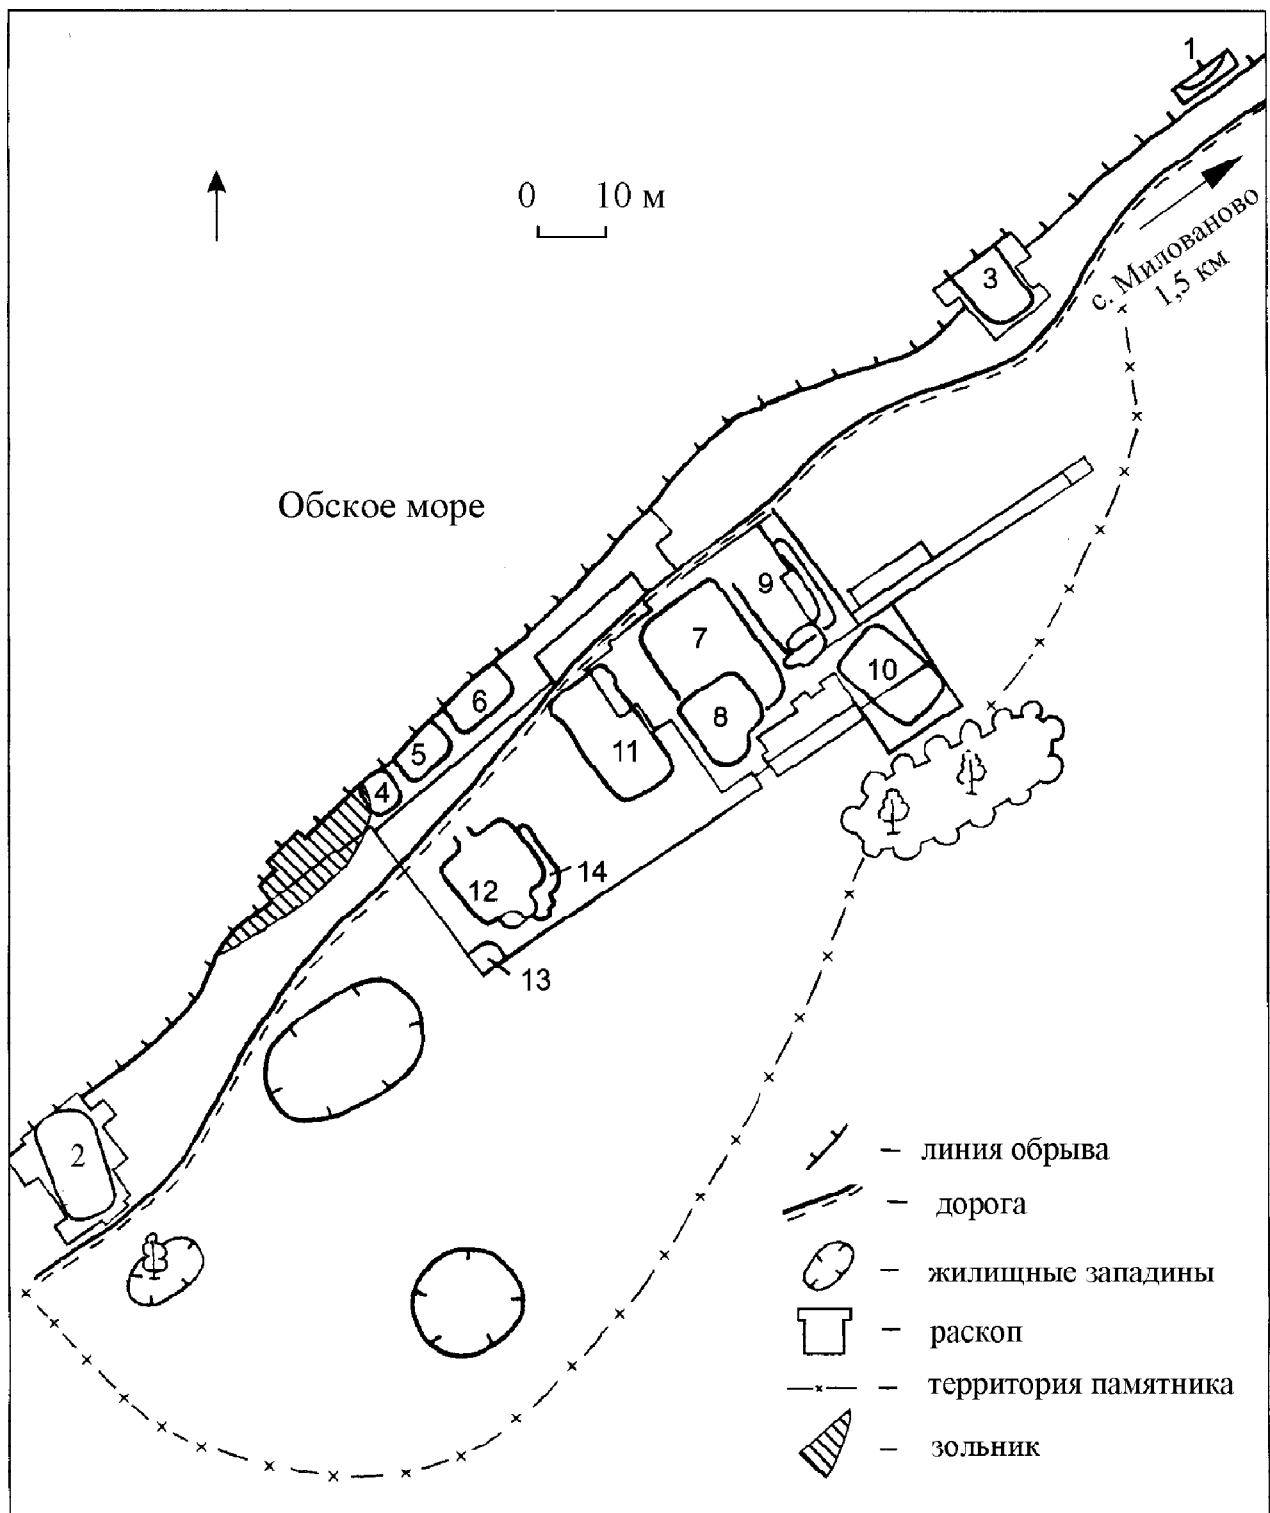 1
0 10 м
3
с. Милованово
1,5 км
Обское море
9
7
10
6
8
5
11
4
14
12
13
2
– линия обрыва
– дорога
– жилищные западины
– раскоп
– территория памятника
– зольник